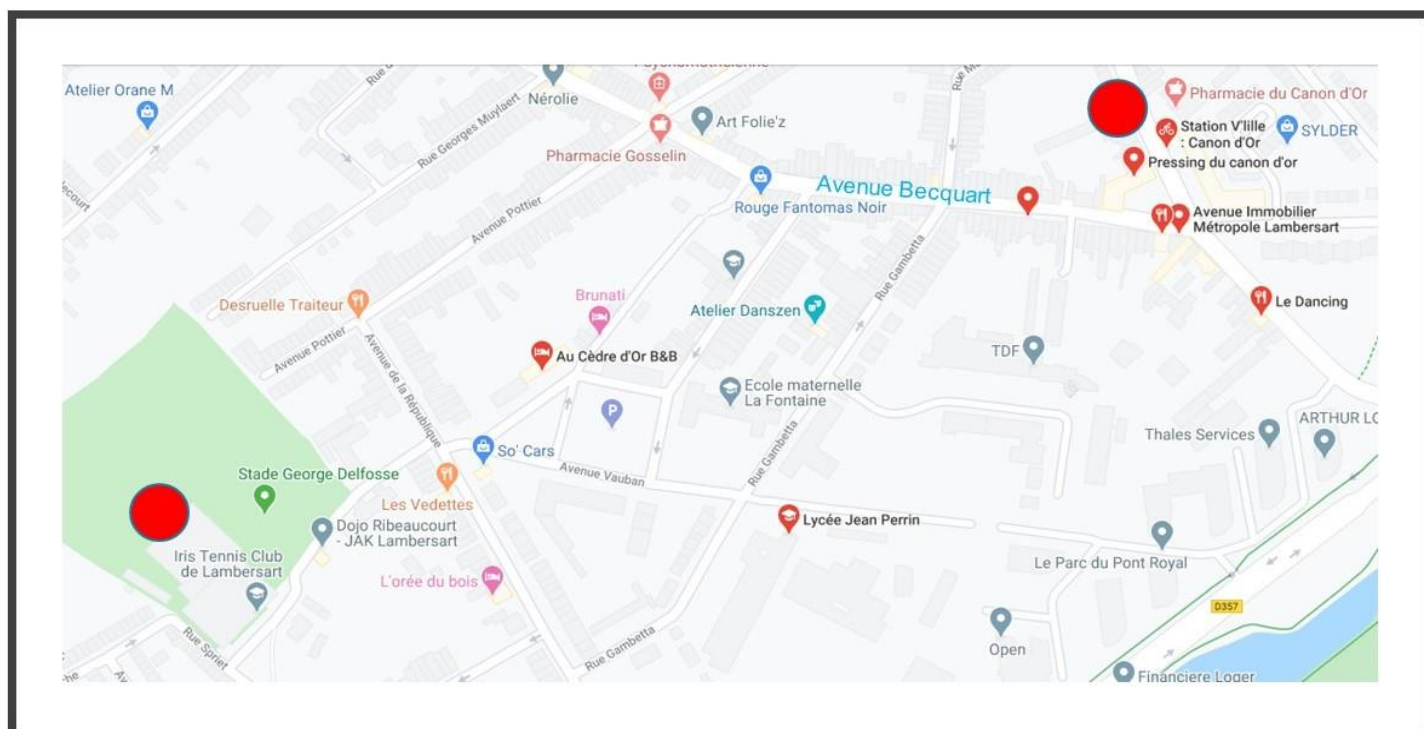 Atelier Orane M
Rue Georges Muylaert
Nérolie
Pharmacie Gosselin
Art Folie'z
Avenue Becquart
Rouge Fantomas Noir
Pharmacie du Canon d'Or
Station V'lille
: Canon d'Or
SYLDER
Pressing du canon d'or
Avenue Immobilier
Métropole Lambersart
Le Dancing
Avenue Pottier
Rue Gambetta
Desruelle Traiteur
Brunati
Atelier Danszen
Avenue Pottier
Avenue de la République
Au Cèdre d'Or B&B
TDF
Ecole maternelle
La Fontaine
P
Rue Gambetta
Thales Services
ARTHUR LO
So' Cars
Avenue Vauban
Stade George Delfosse
Les Vedettes
Lycée Jean Perrin
Dojo Ribeaucourt
- JAK Lambersart
Iris Tennis Club
de Lambersart
L'orée du bois
Le Parc du Pont Royal
D357
Rue Spriet
Rue Gambetta
Open
Financiere Loger